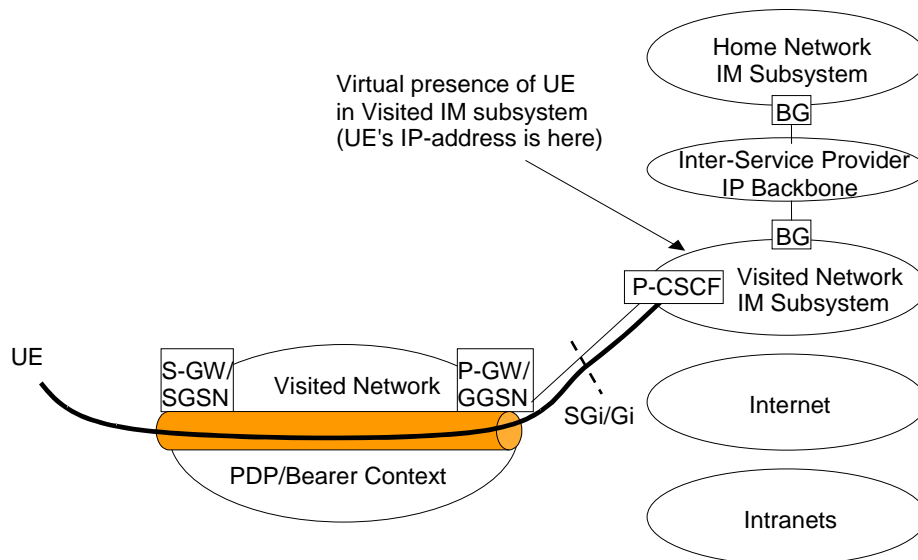 Home Network
IM Subsystem
BG
Virtual presence of UE
in Visited IM subsystem
(UE's IP-address is here)
Inter-Service Provider
IP Backbone
BG
P-CSCF
Visited Network
IM Subsystem
UE
S-GW/
SGSN
Visited Network
P-GW/
GGSN
SGi/Gi
Internet
PDP/Bearer Context
Intranets